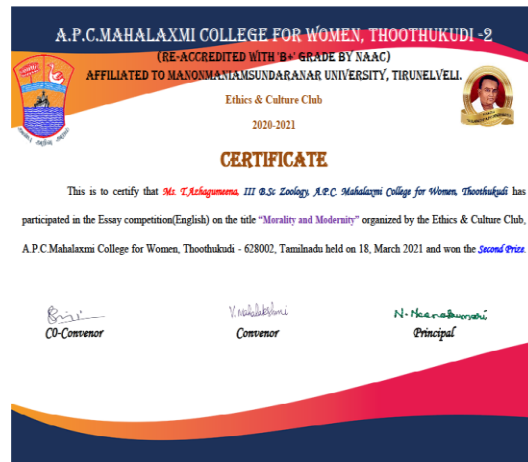 A.P.C.MAHALAXMI COLLEGE FOR WOMEN, THOOTHUKUDI -2
(RE-ACCREDITED WITH 'B+' GRADE BY NAAC)
AFFILIATED TO MANONMANIAMSUNDARANAR UNIVERSITY, TIRUNELVELI.
Ethics & Culture Club
2020-2021
CERTIFICATE
This is to certify that Ms. T.Azhagumeena, III B.Sc Zoology, A.P.C. Mahalaxmi College for Women, Thoothukudi has
participated in the Essay competition(English) on the title “Morality and Modernity” organized by the Ethics & Culture Club,
A.P.C.Mahalaxmi College for Women, Thoothukudi - 628002, Tamilnadu held on 18, March 2021 and won the Second Prize.
V. Mahalakshmi N. Meenakumari
CO-Convenor Convenor Principal